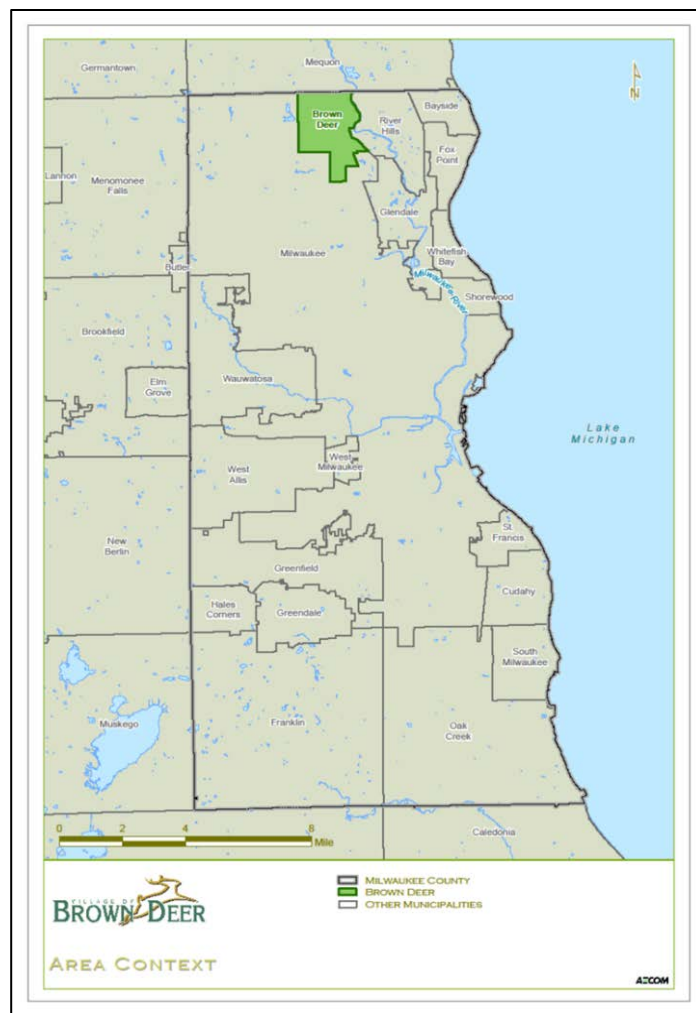 Germantown
Mequon
N
Brown
Deer
River
Hills
Bayside
Fox
Point
Lannon
Menomonee
Falls
Glendale
Milwaukee
Whitefish
Bay
Butler
Milwaukee River
Shorewood
Brookfield
Elm
Grove
Wauwatosa
Lake
Michigan
West
Allis
West
Milwaukee
New
Berlin
St.
Francis
Greenfield
Cudahy
Hales
Corners
Greendale
South
Milwaukee
Muskego
Franklin
Oak
Creek
0 2 4 8
Mile
Caledonia
VILLAGE OF
BROWN DEER
MILWAUKEE COUNTY
BROWN DEER
OTHER MUNICIPALITIES
AREA CONTEXT
AECOM